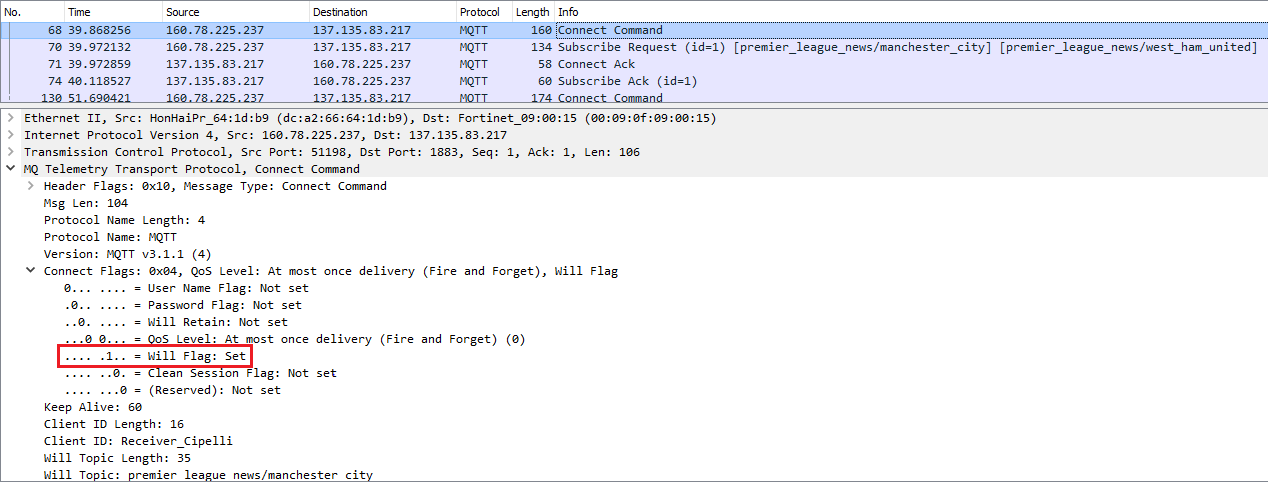 No. Time Source Destination Protocol Length Info
68 39.868256 160.78.225.237 137.135.83.217 MQTT 160 Connect Command
70 39.972132 160.78.225.237 137.135.83.217 MQTT 134 Subscribe Request (id=1) [premier_league_news/manchester_city] [premier_league_news/west_ham_united]
71 39.972859 137.135.83.217 160.78.225.237 MQTT 58 Connect Ack
74 40.118527 137.135.83.217 160.78.225.237 MQTT 60 Subscribe Ack (id=1)
130 51.690421 160.78.225.237 137.135.83.217 MQTT 174 Connect Command
Ethernet II, Src: HonHaiPr_64:1d:b9 (dc:a2:66:64:1d:b9), Dst: Fortinet_09:00:15 (00:09:0f:09:00:15)
Internet Protocol Version 4, Src: 160.78.225.237, Dst: 137.135.83.217
Transmission Control Protocol, Src Port: 51198, Dst Port: 1883, Seq: 1, Ack: 1, Len: 106
MQ Telemetry Transport Protocol, Connect Command
Header Flags: 0x10, Message Type: Connect Command
Msg Len: 104
Protocol Name Length: 4
Protocol Name: MQTT
Version: MQTT v3.1.1 (4)
Connect Flags: 0x04, QoS Level: At most once delivery (Fire and Forget), Will Flag
0... .... = User Name Flag: Not set
.0.. .... = Password Flag: Not set
..0. .... = Will Retain: Not set
...0 0... = QoS Level: At most once delivery (Fire and Forget) (0)
.... .1.. = Will Flag: Set
.... ..0. = Clean Session Flag: Not set
.... ...0 = (Reserved): Not set
Keep Alive: 60
Client ID Length: 16
Client ID: Receiver_Cipelli
Will Topic Length: 35
Will Topic: premier_league_news/manchester_city